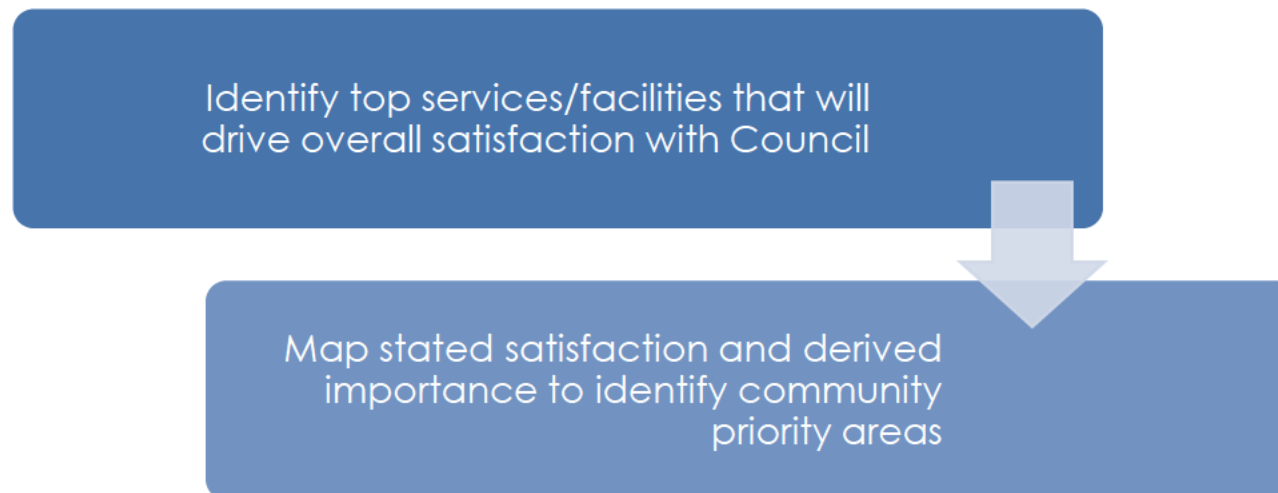 Identify top services/facilities that will
drive overall satisfaction with Council
Map stated satisfaction and derived
importance to identify community
priority areas